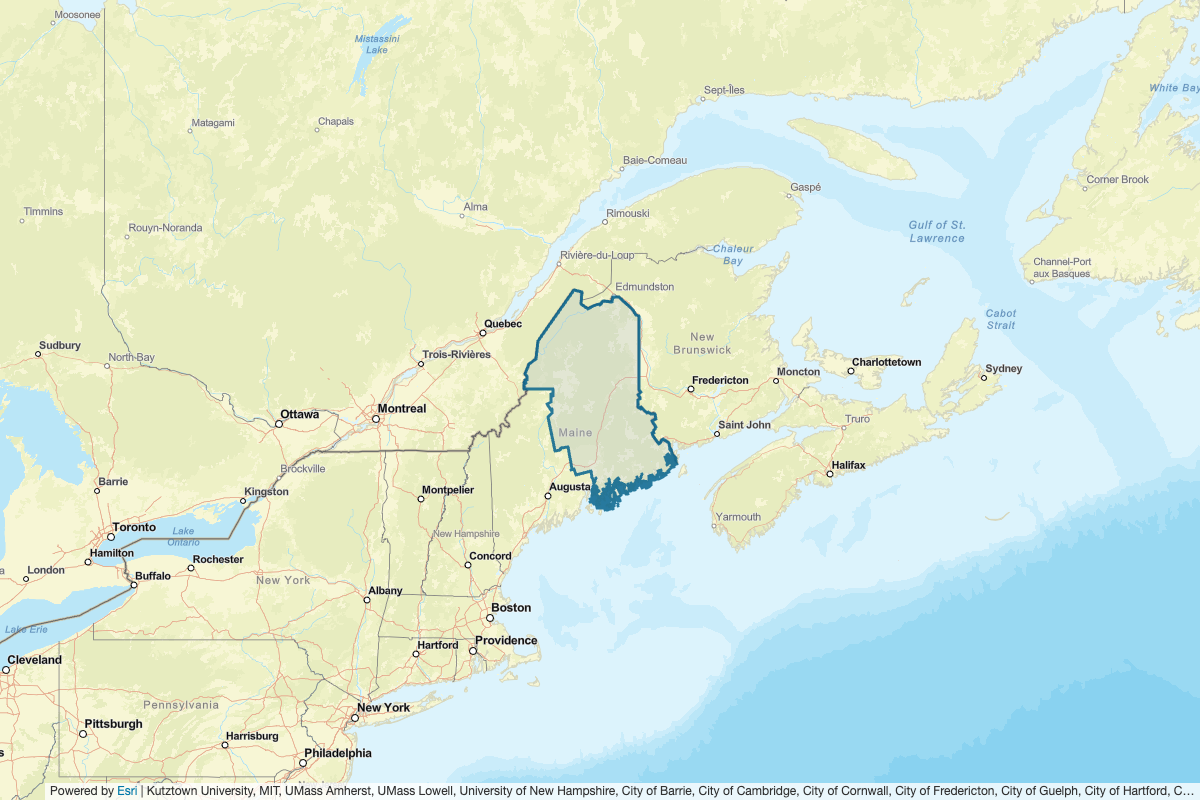 Moosonee
Mistassini
Lake
Sept-Îles
White Bay
Matagami
Chapais
Baie-Comeau
Corner Brook
Gaspé
Timmins
Alma
Rimouski
Rouyn-Noranda
Gulf of St.
Lawrence
Chaleur
Bay
Rivière-du-Loup
Channel-Port
aux Basques
Edmundston
Cabot
Strait
Quebec
New
Brunswick
Sudbury
North-Bay
Trois-Rivières
Charlottetown
Moncton
Sydney
Fredericton
Ottawa
Montreal
Truro
Saint John
Maine
Brockville
Halifax
Barrie
Kingston
Montpelier
Augusta
Yarmouth
Toronto
Lake
Ontario
New Hampshire
Hamilton
Rochester
Concord
London
Buffalo
New York
Albany
Boston
Lake Erie
Hartford
Providence
Cleveland
Pennsylvania
New York
Pittsburgh
Harrisburg
Philadelphia
Powered by Esri | Kutztown University, MIT, UMass Amherst, UMass Lowell, University of New Hampshire, City of Barrie, City of Cambridge, City of Cornwall, City of Fredericton, City of Guelph, City of Hartford, C…